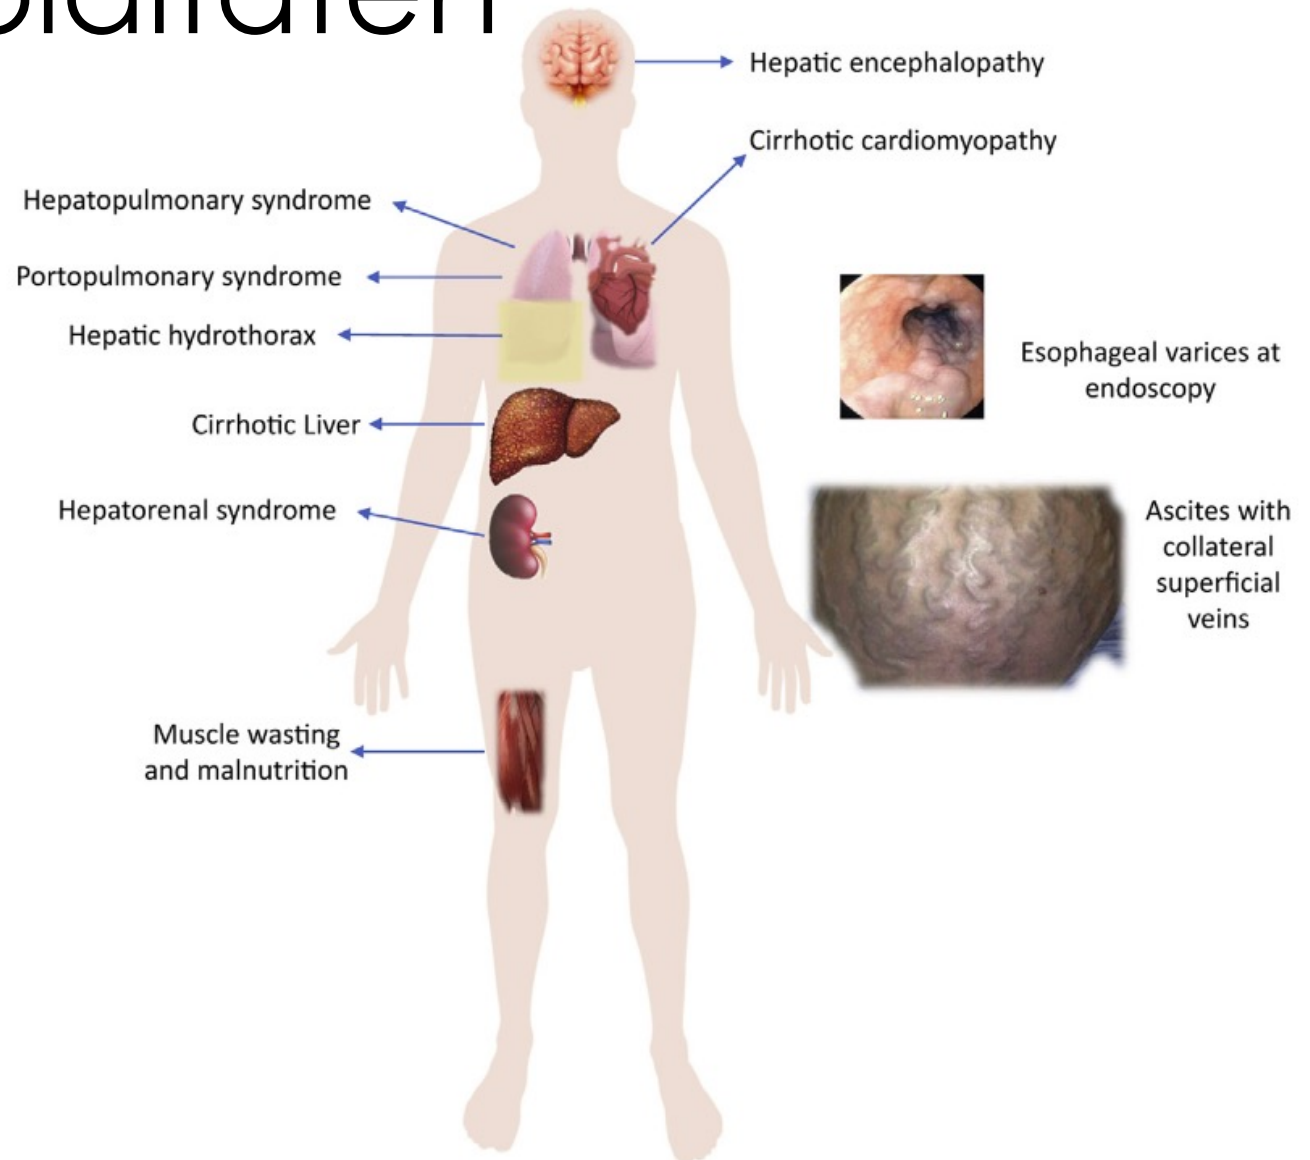 Hepatic encephalopathy
Cirrhotic cardiomyopathy
Hepatopulmonary syndrome
Portopulmonary syndrome
Hepatic hydrothorax
Cirrhotic Liver
Hepatorenal syndrome
Muscle wasting
and malnutrition
Esophageal varices at
endoscopy
Ascites with
collateral
superficial
veins